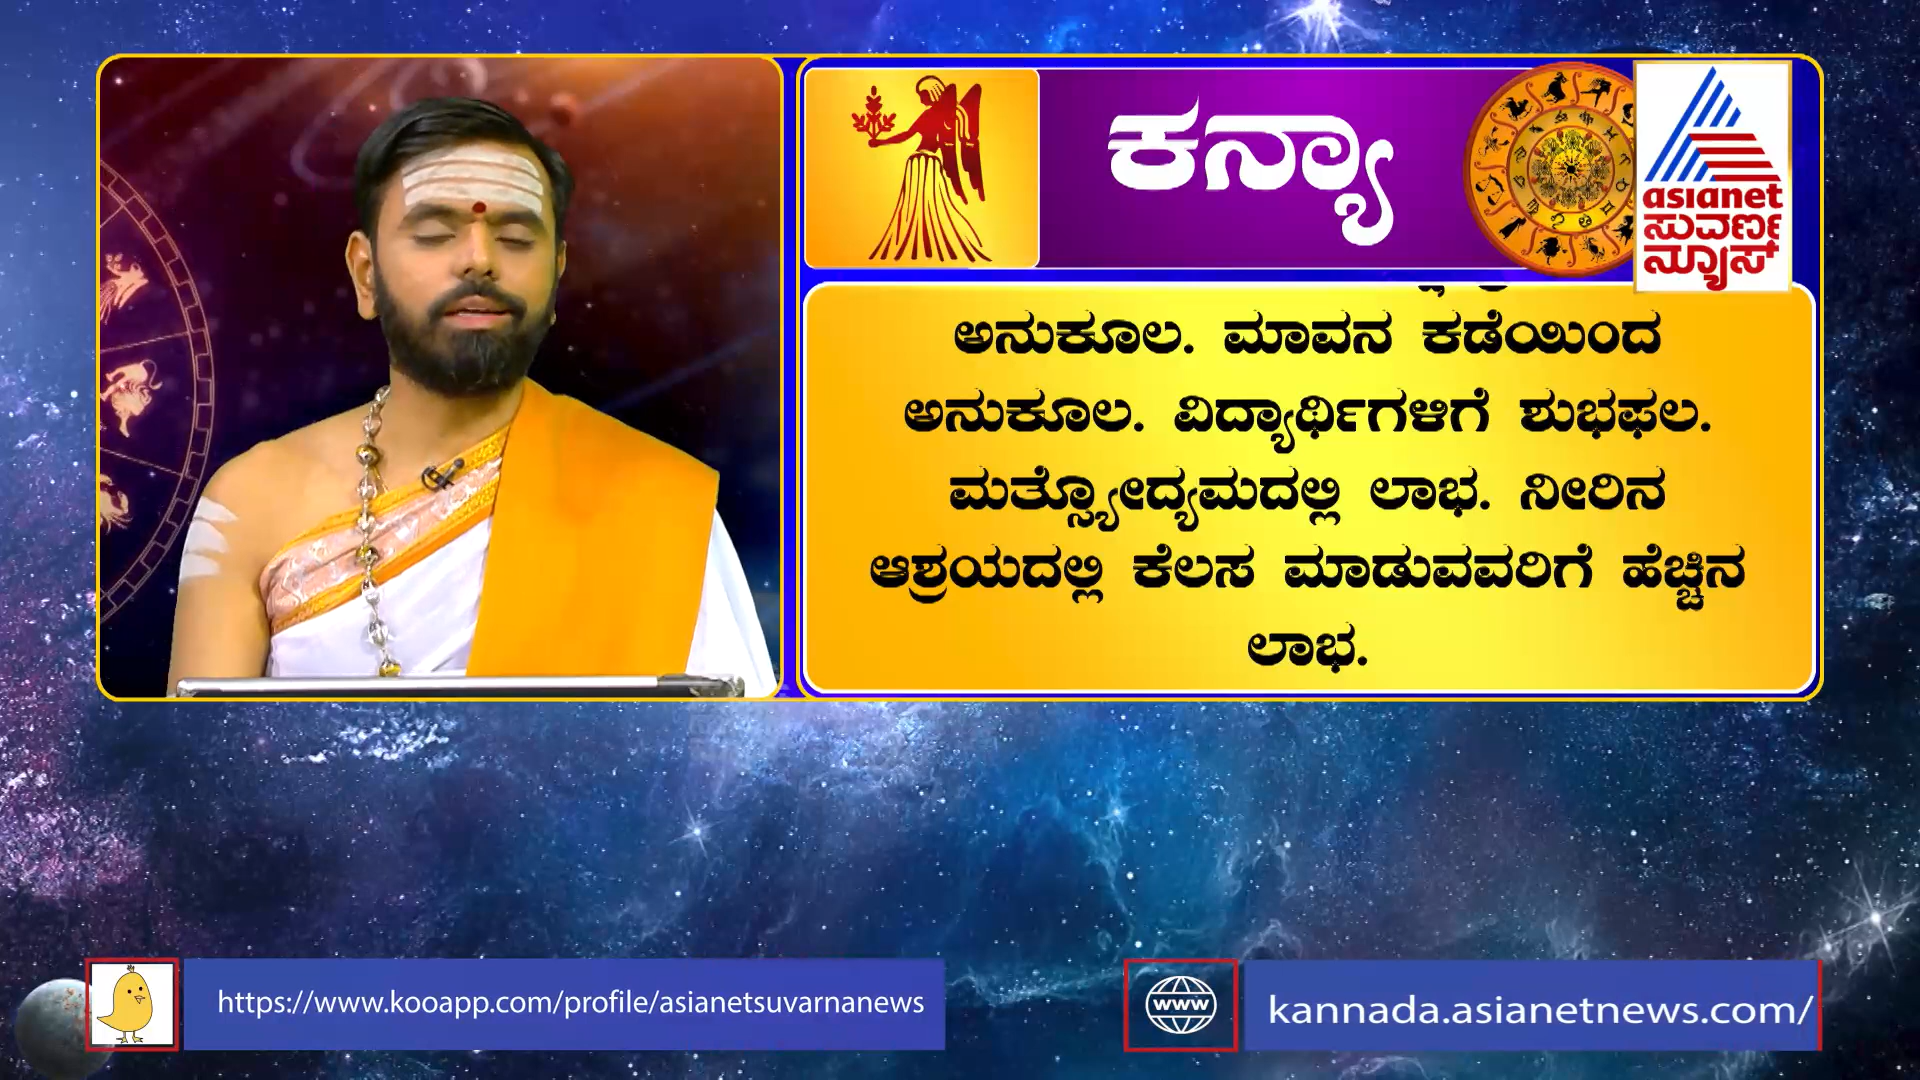 ಕನ್ಯಾ
asianet
ಸುವರ್ಣ
ನ್ಯೂಸ್
ಅನುಕೂಲ. ಮಾವನ ಕಡೆಯಿಂದ
ಅನುಕೂಲ. ವಿದ್ಯಾರ್ಥಿಗಳಿಗೆ ಶುಭಫಲ.
ಮತ್ಸ್ಯೋದ್ಯಮದಲ್ಲಿ ಲಾಭ. ನೀರಿನ
ಆಶ್ರಯದಲ್ಲಿ ಕೆಲಸ ಮಾಡುವವರಿಗೆ ಹೆಚ್ಚಿನ
ಲಾಭ.
https://www.kooapp.com/profile/asianetsuvarnanews
www
kannada.asianetnews.com/